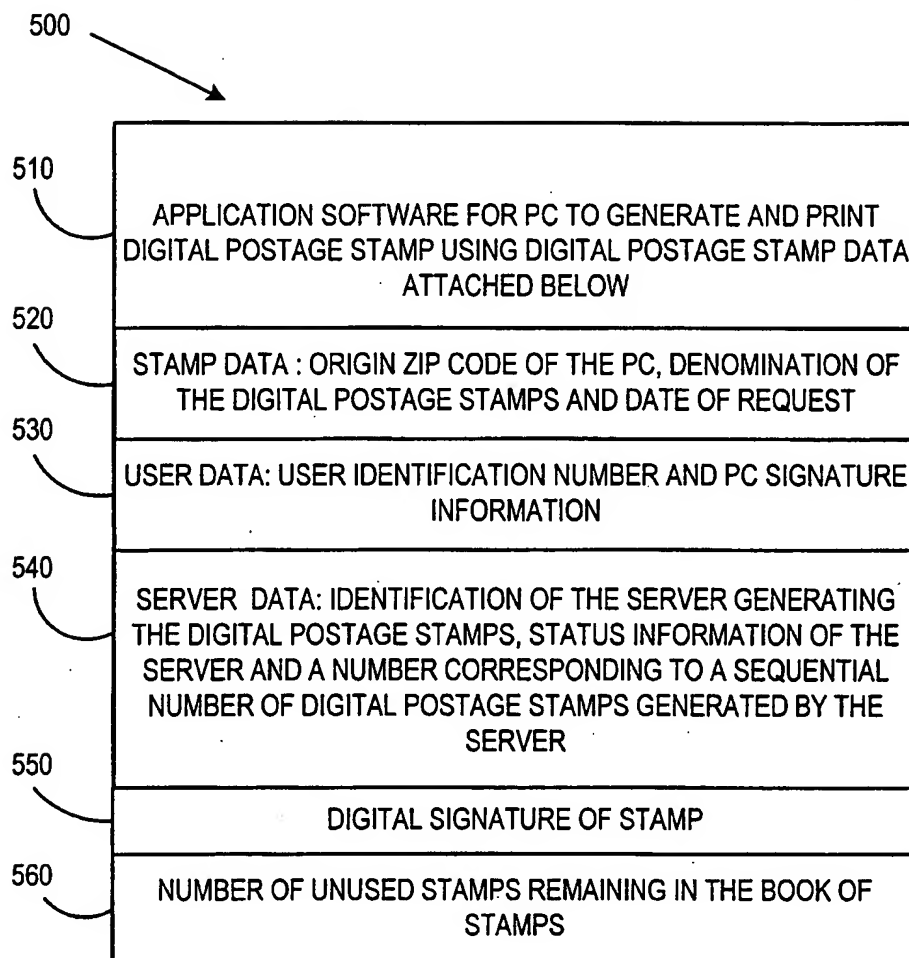 500
510
APPLICATION SOFTWARE FOR PC TO GENERATE AND PRINT
DIGITAL POSTAGE STAMP USING DIGITAL POSTAGE STAMP DATA
ATTACHED BELOW
520
STAMP DATA : ORIGIN ZIP CODE OF THE PC, DENOMINATION OF
THE DIGITAL POSTAGE STAMPS AND DATE OF REQUEST
530
USER DATA: USER IDENTIFICATION NUMBER AND PC SIGNATURE
INFORMATION
540
SERVER DATA: IDENTIFICATION OF THE SERVER GENERATING
THE DIGITAL POSTAGE STAMPS, STATUS INFORMATION OF THE
SERVER AND A NUMBER CORRESPONDING TO A SEQUENTIAL
NUMBER OF DIGITAL POSTAGE STAMPS GENERATED BY THE
SERVER
550
DIGITAL SIGNATURE OF STAMP
560
NUMBER OF UNUSED STAMPS REMAINING IN THE BOOK OF
STAMPS